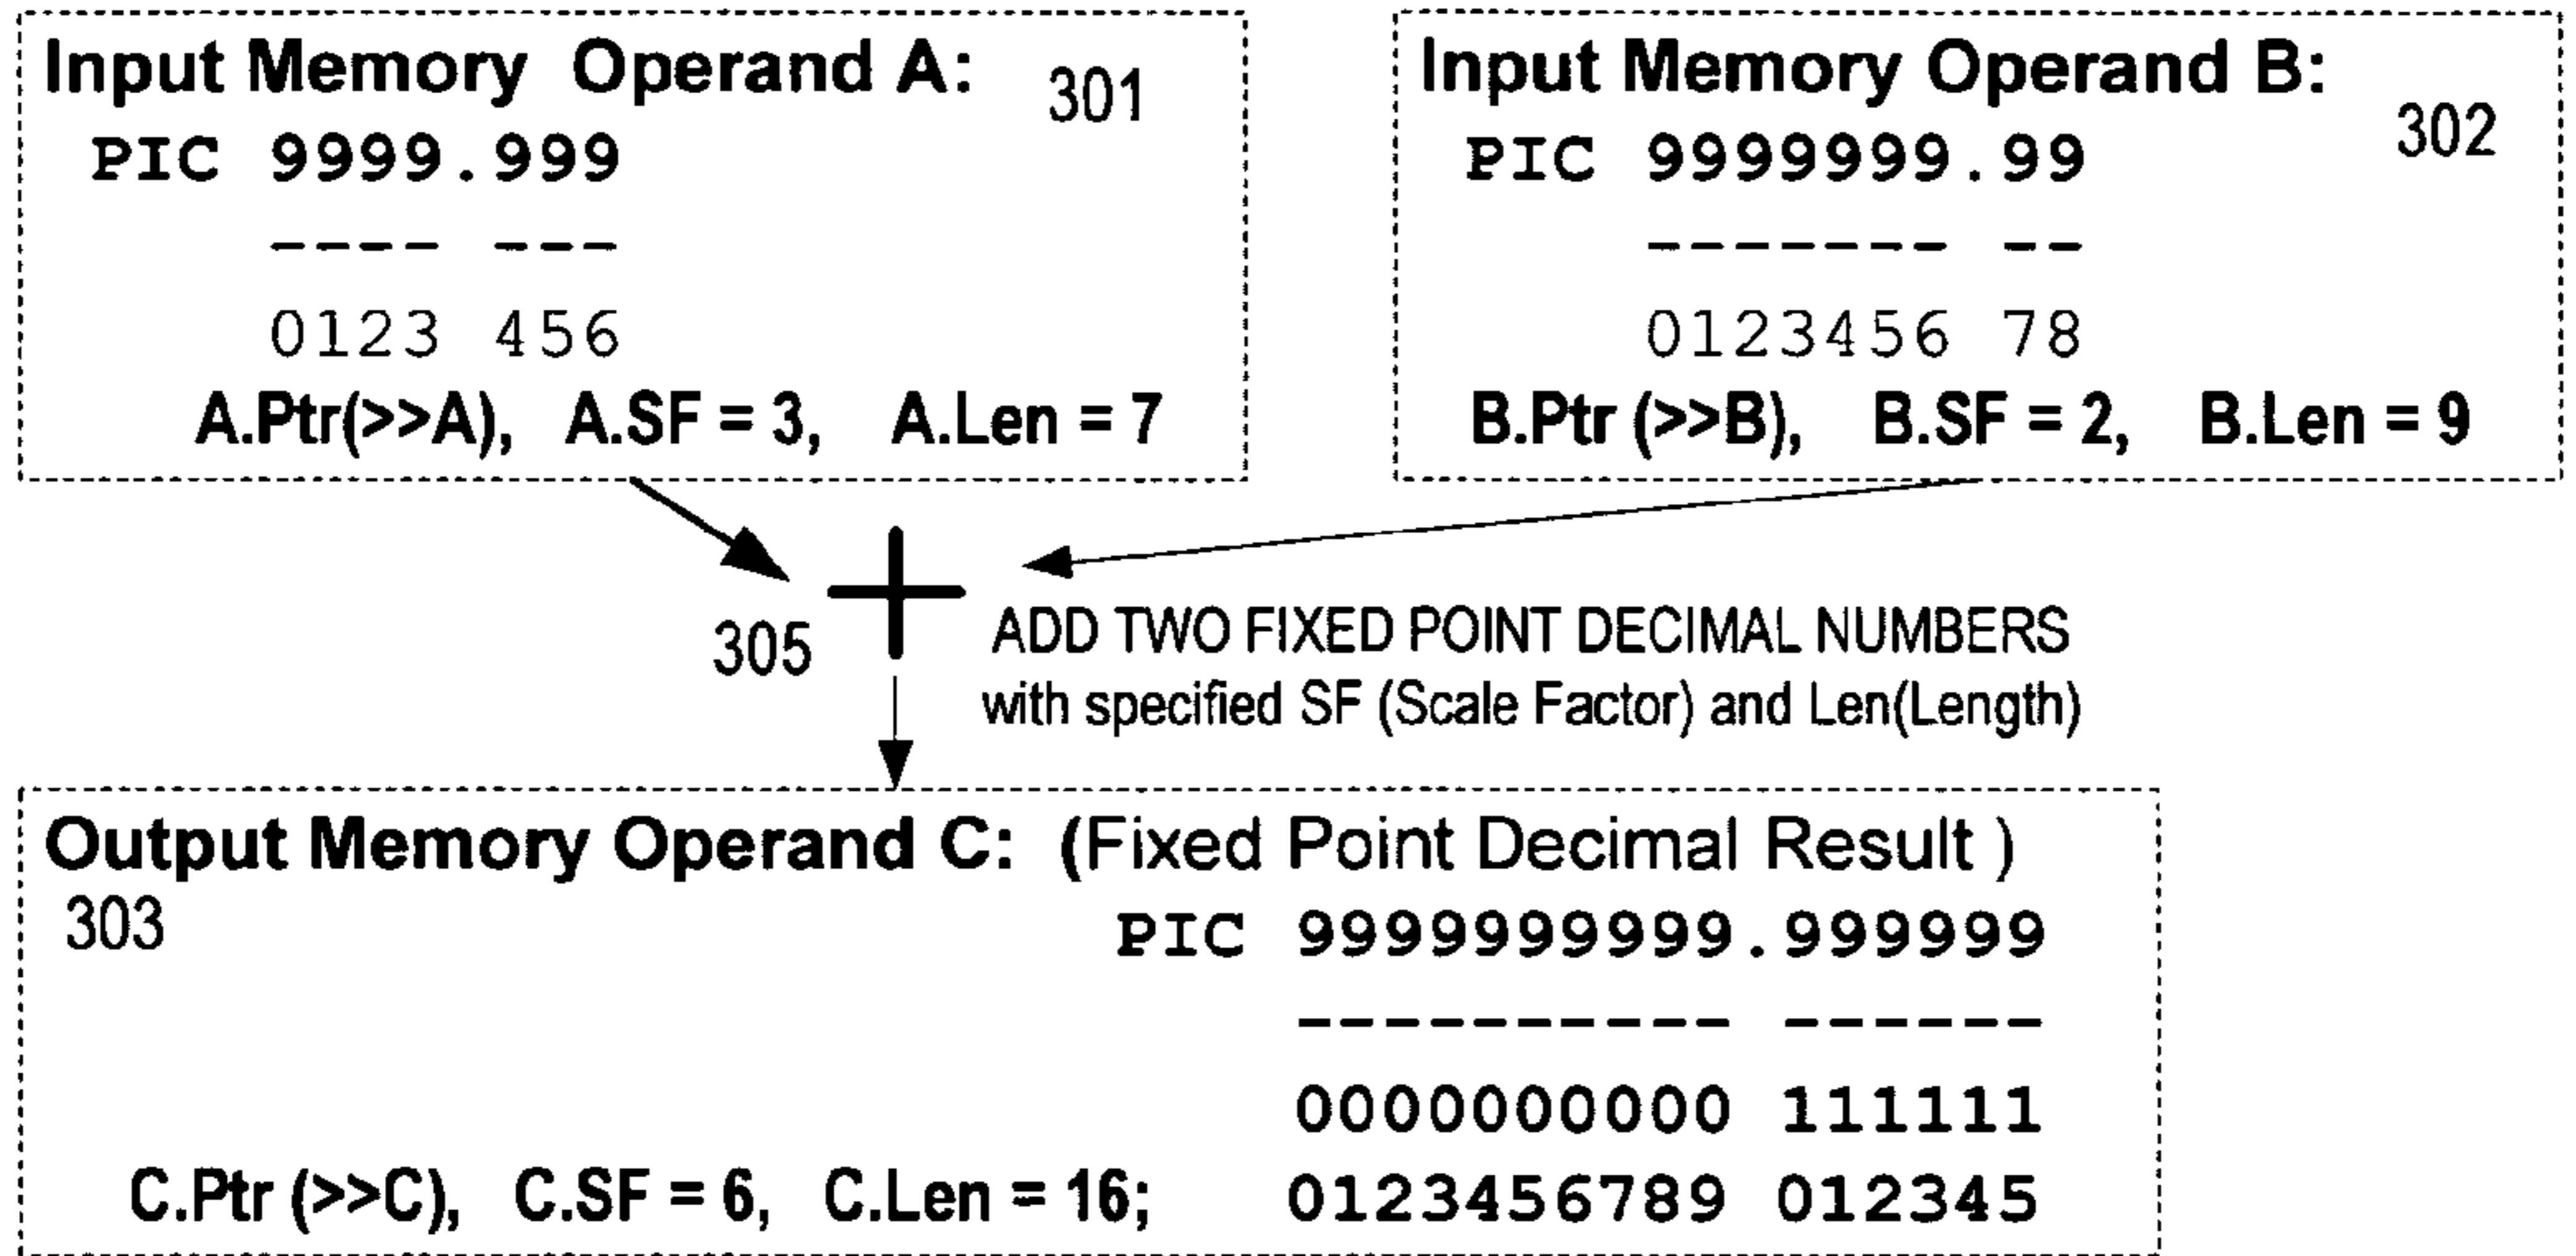 Input Memory Operand A: 301
PIC 9999.999
---- ---
0123 456
A.Ptr(>>A), A.SF = 3, A.Len = 7
Input Memory Operand B:
302
PIC 9999999.99
------- --
0123456 78
B.Ptr (>>B), B.SF = 2, B.Len = 9
+
305
ADD TWO FIXED POINT DECIMAL NUMBERS
with specified SF (Scale Factor) and Len(Length)
Output Memory Operand C: (Fixed Point Decimal Result )
303
PIC 9999999999.999999
---------- ------
0000000000 111111
C.Ptr (>>C), C.SF = 6, C.Len = 16; 0123456789 012345